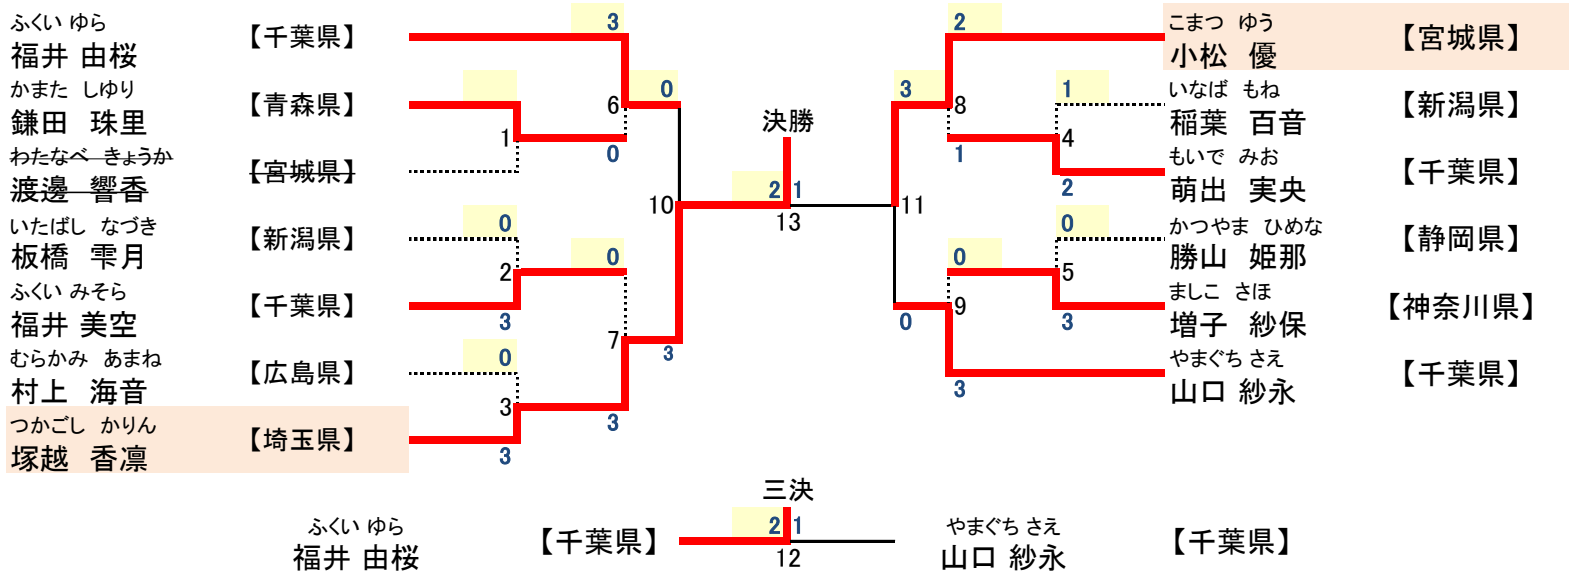 ふくい ゆら
福井 由桜 【千葉県】 3
かまた しゆり
鎌田 珠里 【青森県】
わたなべ きょうか
渡邊 響香 【宮城県】
1
6
0
0
いたばし なづき
板橋 雫月 【新潟県】 0
ふくい みそら
福井 美空 【千葉県】 3
2
0
むらかみ あまね
村上 海音 【広島県】 0
つかごし かりん
塚越 香凛 【埼玉県】 3
3
7
3
10
3
決勝
2 1
13
2 こまつ ゆう
小松 優 【宮城県】
1 いなば もね
稲葉 百音 【新潟県】
もいで みお
2 萌出 実央 【千葉県】
4
8
3
1
11
0 かつやま ひめな
勝山 姫那 【静岡県】
ましこ さほ
3 増子 紗保 【神奈川県】
5
0
9
0
やまぐち さえ
3 山口 紗永 【千葉県】
三決
ふくい ゆら
福井 由桜 【千葉県】 2 1
12
やまぐち さえ
山口 紗永 【千葉県】